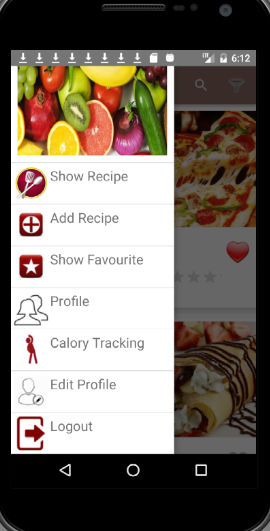 6:12
Show Recipe
Add Recipe
Show Favourite
Profile
Calory Tracking
Edit Profile
Logout